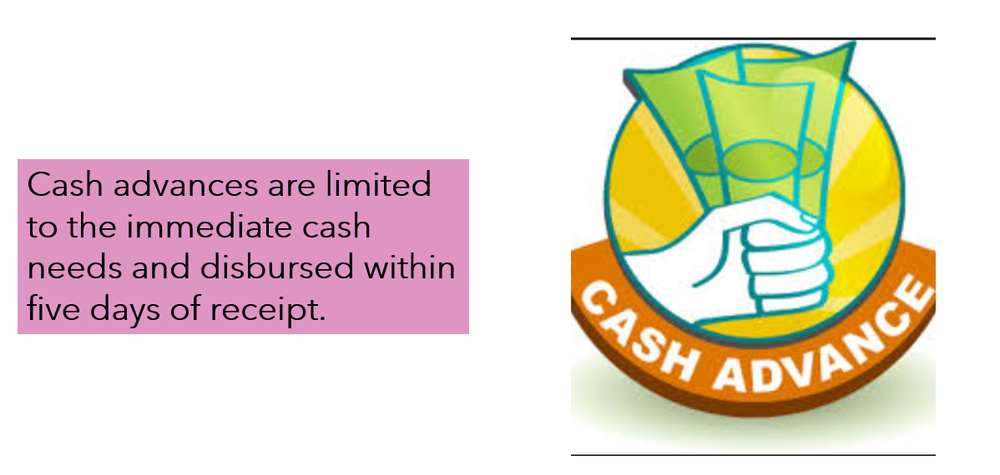 Cash advances are limited
to the immediate cash
needs and disbursed within
five days of receipt.
CASH ADVANCE